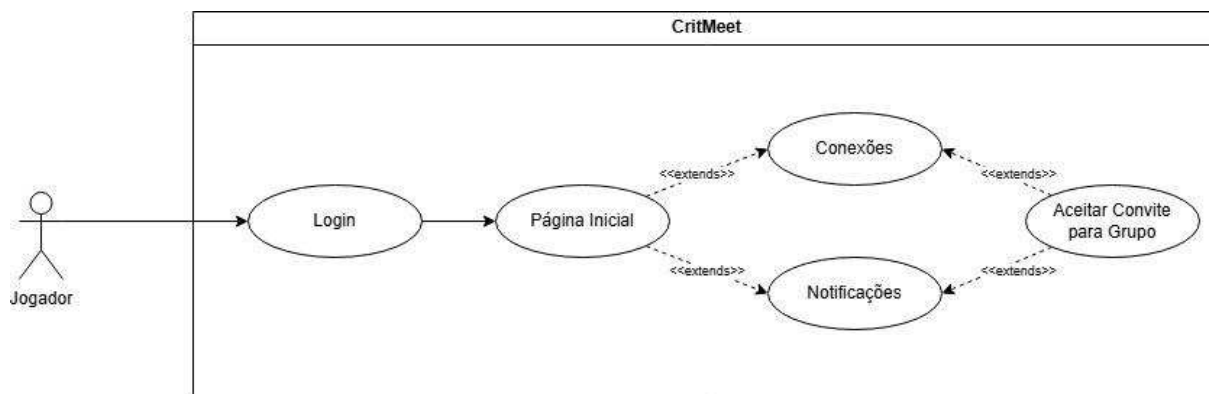 CritMeet
Conexões
<<extends>>
<<extends>>
Login
Página Inicial
Aceitar Convite
para Grupo
<<extends>>
<<extends>>
Notificações
Jogador